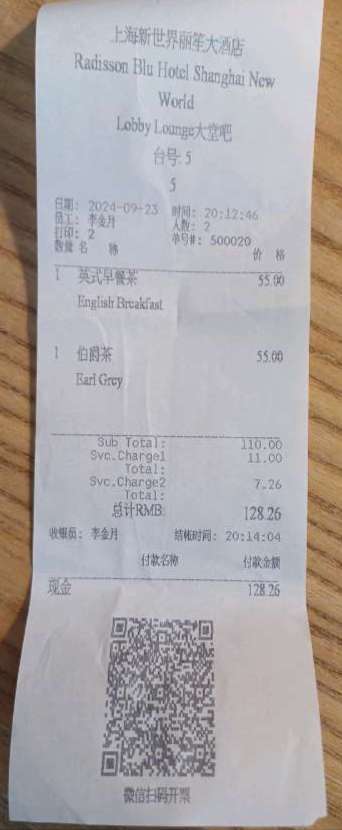 上海新世界丽笙大酒店
Radisson Blu Hotel Shanghai New
World
Lobby Lounge大堂吧
台号: 5
5
日期: 2024-09-23 时间: 20:12:46
员工: 李金月 人数: 2
打印: 2 单号#: 500020
数量 名 称 价 格
1 英式早餐茶 55.00
English Breakfast
1 伯爵茶 55.00
Earl Grey
Sub Total: 110.00
Svc.Charge1 11.00
Total:
Svc.Charge2 7.26
Total:
总计RMB: 128.26
收银员: 李金月 结帐时间: 20:14:04
付款名称 付款金额
现金 128.26
微信扫码开票